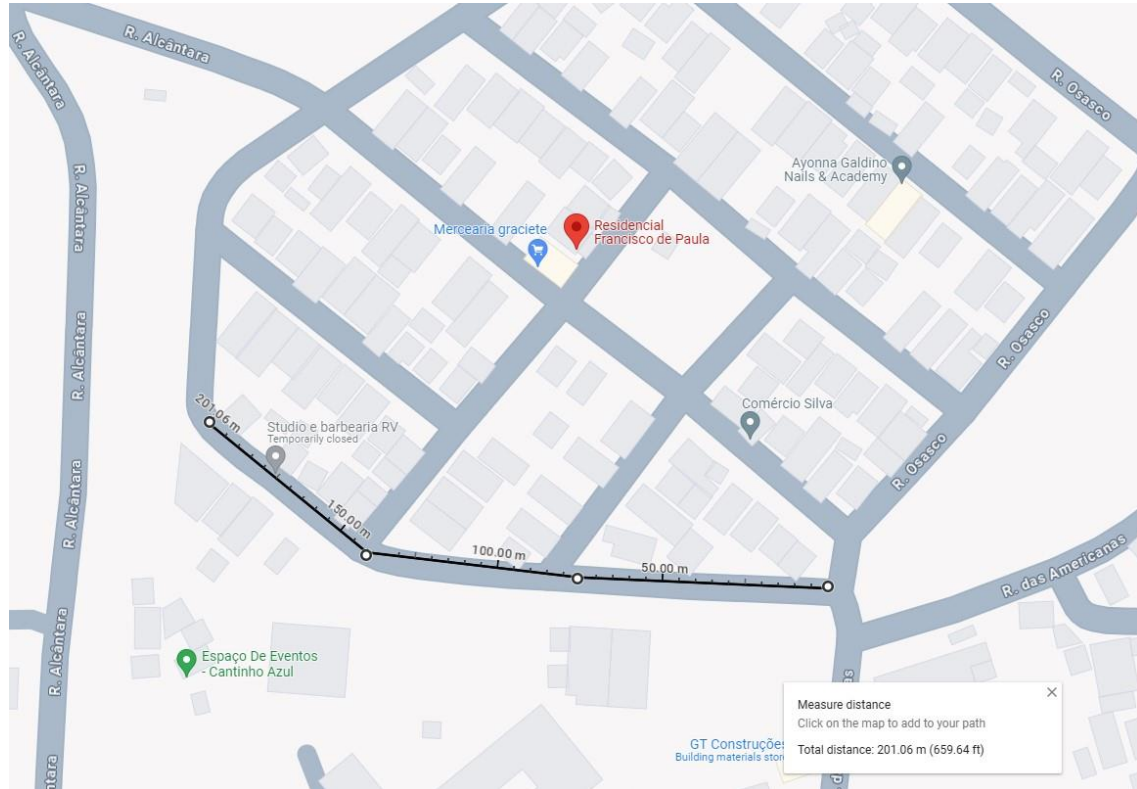 R. Alcântara
R. Alcântara
R. Osasco
Ayonna Galdino
Nails & Academy
R. Alcântara
Mercearia graciete
Residencial
Francisco de Paula
R. Osasco
R. Alcântara
201.06 m
Comércio Silva
Studio e barbearia RV
Temporarily closed
R. Osasco
R. Alcântara
150.00 m
100.00 m
50.00 m
R. das Americanas
R. Alcântara
Espaço De Eventos
- Cantinho Azul
Measure distance
Click on the map to add to your path
Total distance: 201.06 m (659.64 ft)
GT Construções
Building materials store